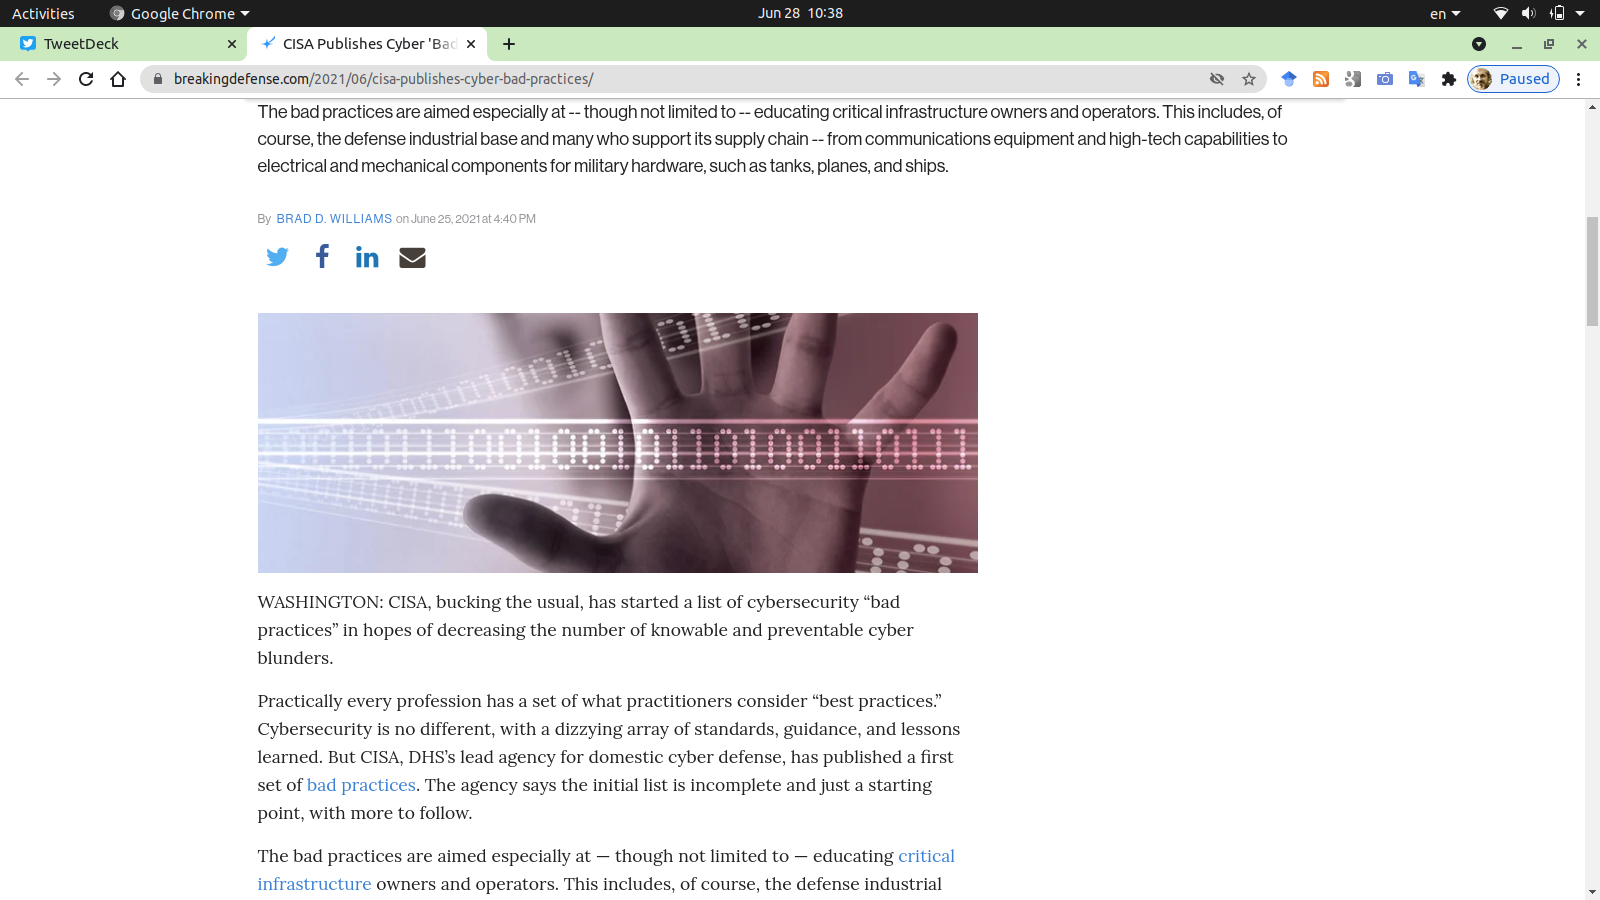 Activities
Google Chrome
Jun 28 10:38
en
TweetDeck
CISA Publishes Cyber 'Bad
breakingdefense.com/2021/06/cisa-publishes-cyber-bad-practices/
Paused
The bad practices are aimed especially at -- though not limited to -- educating critical infrastructure owners and operators. This includes, of
course, the defense industrial base and many who support its supply chain -- from communications equipment and high-tech capabilities to
electrical and mechanical components for military hardware, such as tanks, planes, and ships.
By BRAD D. WILLIAMS on June 25, 2021 at 4:40 PM
WASHINGTON: CISA, bucking the usual, has started a list of cybersecurity “bad
practices” in hopes of decreasing the number of knowable and preventable cyber
blunders.
Practically every profession has a set of what practitioners consider “best practices.”
Cybersecurity is no different, with a dizzying array of standards, guidance, and lessons
learned. But CISA, DHS’s lead agency for domestic cyber defense, has published a first
set of bad practices. The agency says the initial list is incomplete and just a starting
point, with more to follow.
The bad practices are aimed especially at — though not limited to — educating critical
infrastructure owners and operators. This includes, of course, the defense industrial